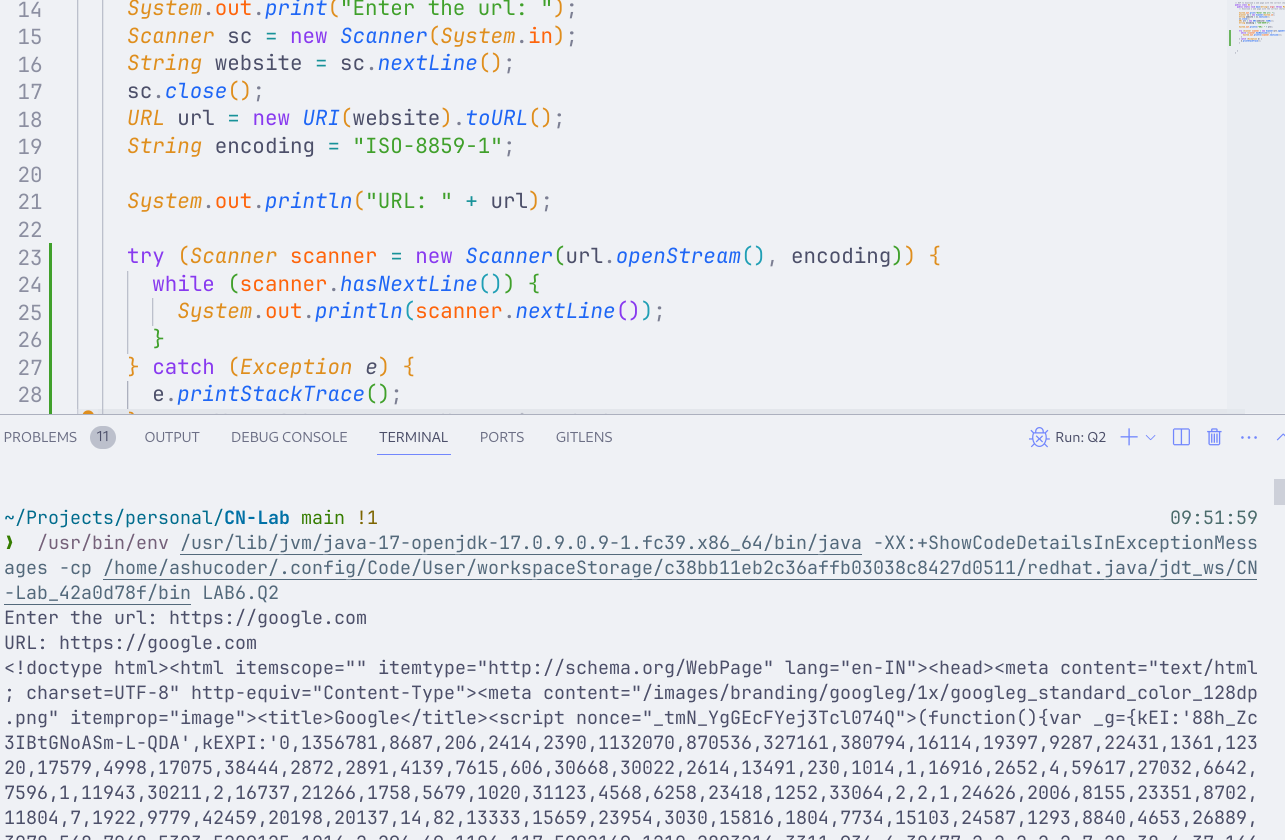 14 System.out.print("Enter the url: ");
15 Scanner sc = new Scanner(System.in);
16 String website = sc.nextLine();
17 sc.close();
18 URL url = new URI(website).toURL();
19 String encoding = "ISO-8859-1";
20
21 System.out.println("URL: " + url);
22
23 try (Scanner scanner = new Scanner(url.openStream(), encoding)) {
24 while (scanner.hasNextLine()) {
25 System.out.println(scanner.nextLine());
26 }
27 } catch (Exception e) {
28 e.printStackTrace();
PROBLEMS 11 OUTPUT DEBUG CONSOLE TERMINAL PORTS GITLENS Run: Q2
~/Projects/personal/CN-Lab main !1 09:51:59
❯ /usr/bin/env /usr/lib/jvm/java-17-openjdk-17.0.9.0.9-1.fc39.x86_64/bin/java -XX:+ShowCodeDetailsInExceptionMess
ages -cp /home/ashucoder/.config/Code/User/workspaceStorage/c38bb11eb2c36affb03038c8427d0511/redhat.java/jdt_ws/CN
-Lab_42a0d78f/bin LAB6.Q2
Enter the url: https://google.com
URL: https://google.com
<!doctype html><html itemscope="" itemtype="http://schema.org/WebPage" lang="en-IN"><head><meta content="text/html
; charset=UTF-8" http-equiv="Content-Type"><meta content="/images/branding/googleg/1x/googleg_standard_color_128dp
.png" itemprop="image"><title>Google</title><script nonce="_tmN_YgGEcFYej3Tcl074Q">(function(){var _g={kEI:'88h_Zc
3IBtGNoASm-L-QDA',kEXPI:'0,1356781,8687,206,2414,2390,1132070,870536,327161,380794,16114,19397,9287,22431,1361,123
20,17579,4998,17075,38444,2872,2891,4139,7615,606,30668,30022,2614,13491,230,1014,1,16916,2652,4,59617,27032,6642,
7596,1,11943,30211,2,16737,21266,1758,5679,1020,31123,4568,6258,23418,1252,33064,2,2,1,24626,2006,8155,23351,8702,
11804,7,1922,9779,42459,20198,20137,14,82,13333,15659,23954,3030,15816,1804,7734,15103,24587,1293,8840,4653,26889,